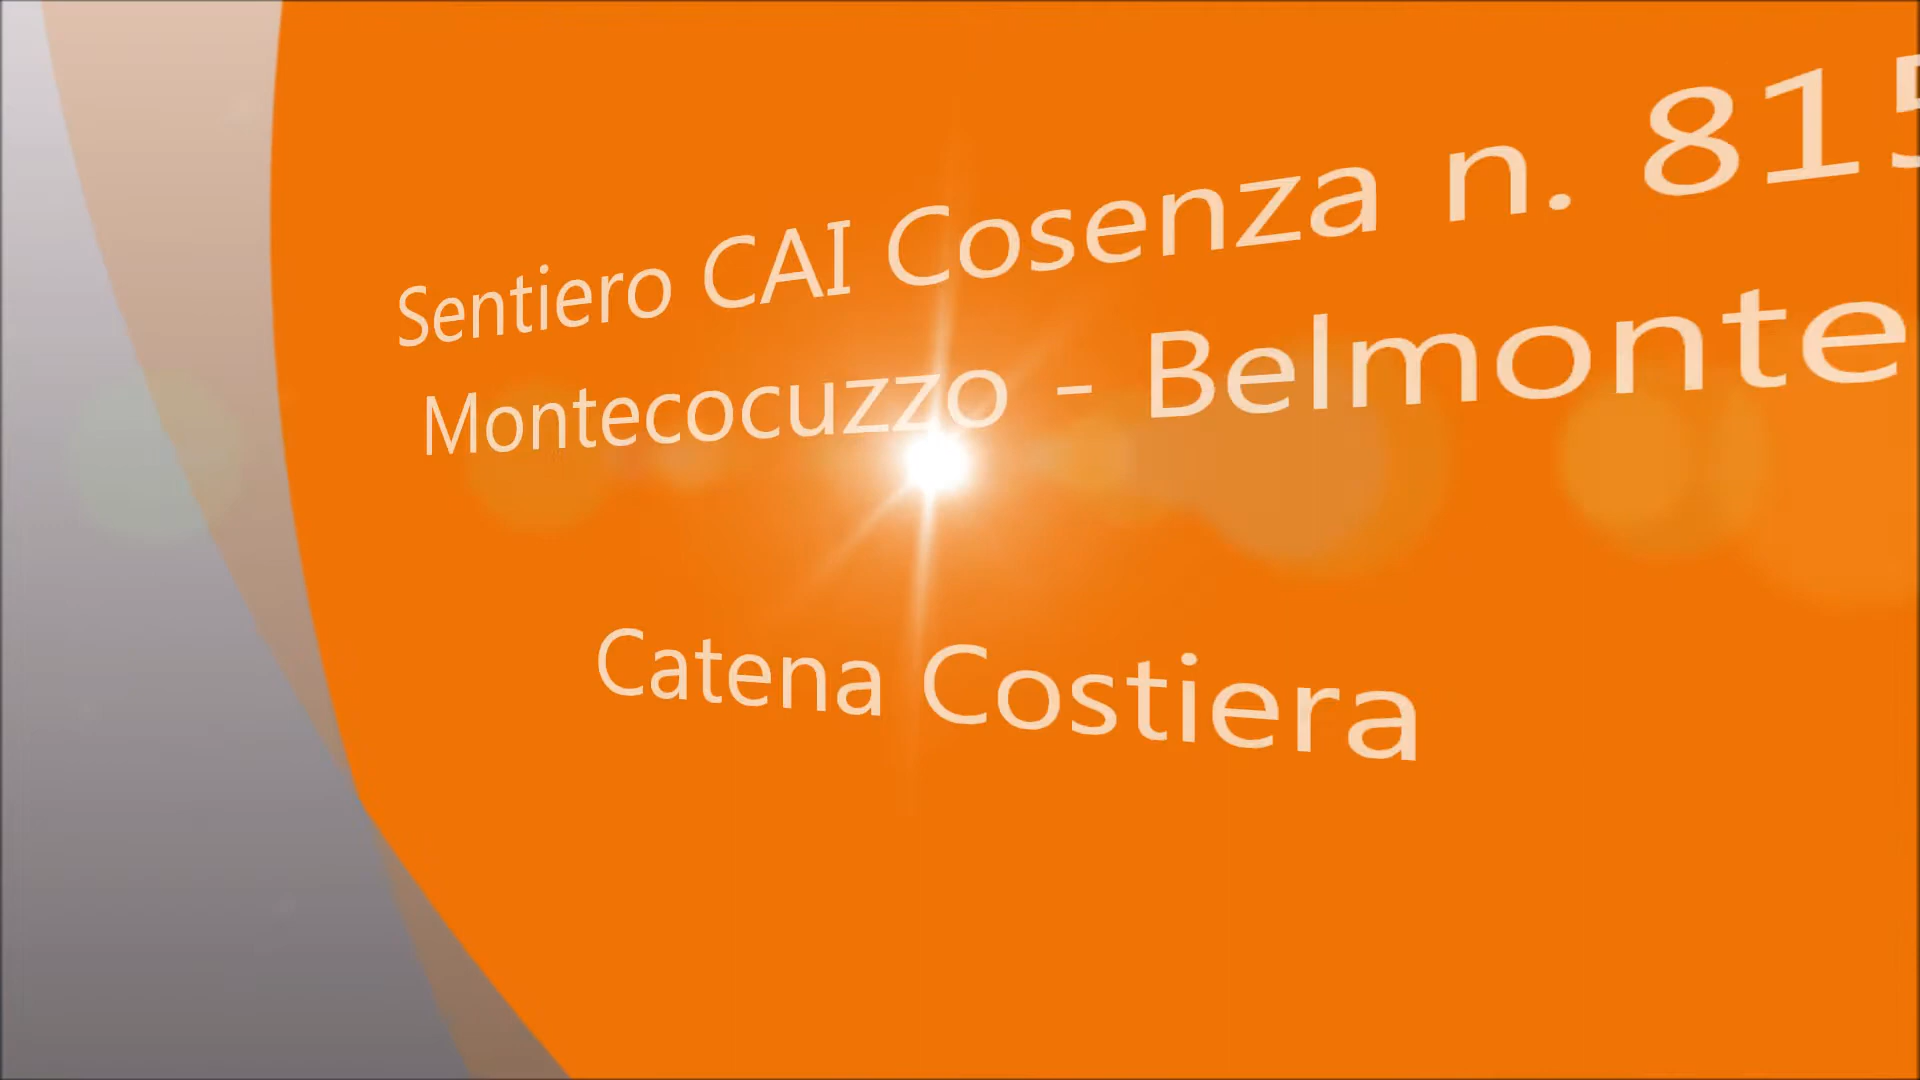 Sentiero CAI Cosenza n. 815
Montecocuzzo - Belmonte
Catena Costiera